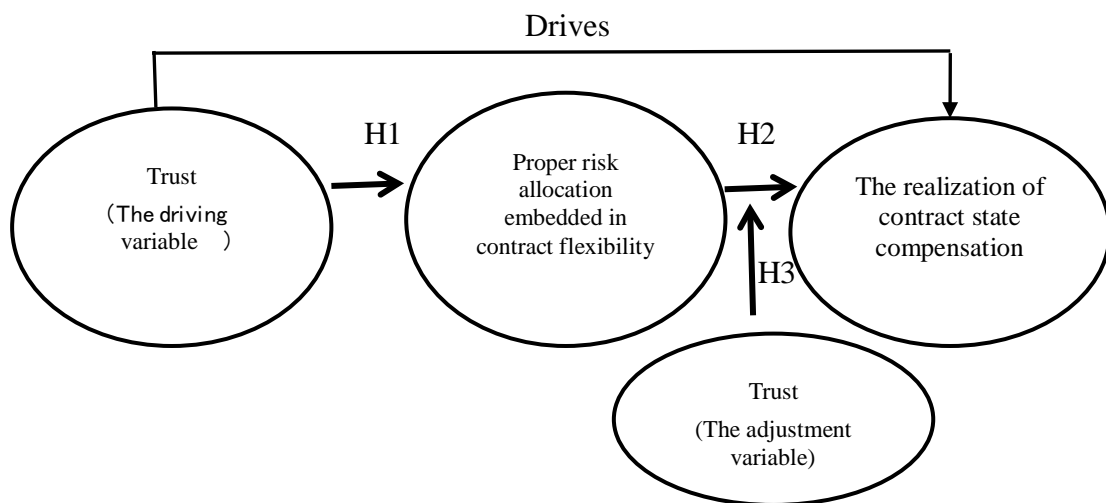 Drives
H1
H2
Trust
（The driving
variable ）
Proper risk
allocation
embedded in
contract flexibility
The realization of
contract state
compensation
H3
Trust
(The adjustment
variable)